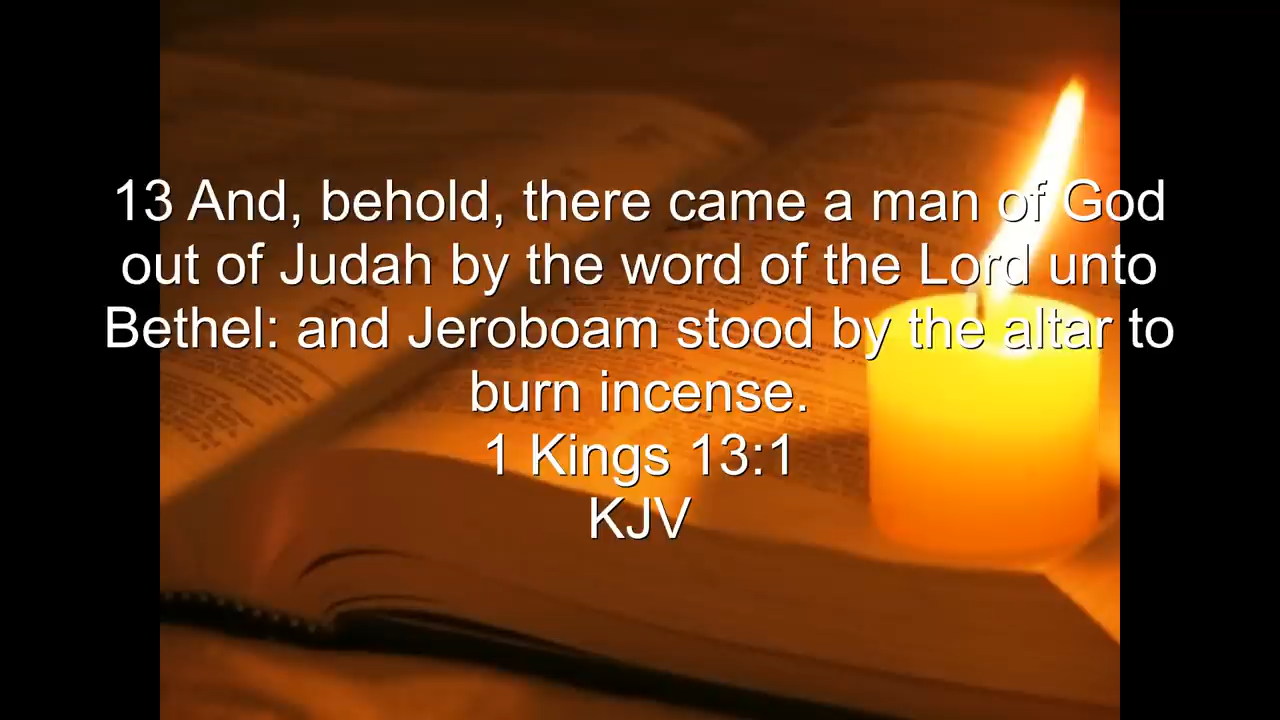 13 And, behold, there came a man of God
out of Judah by the word of the Lord unto
Bethel: and Jeroboam stood by the altar to
burn incense.
1 Kings 13:1
KJV